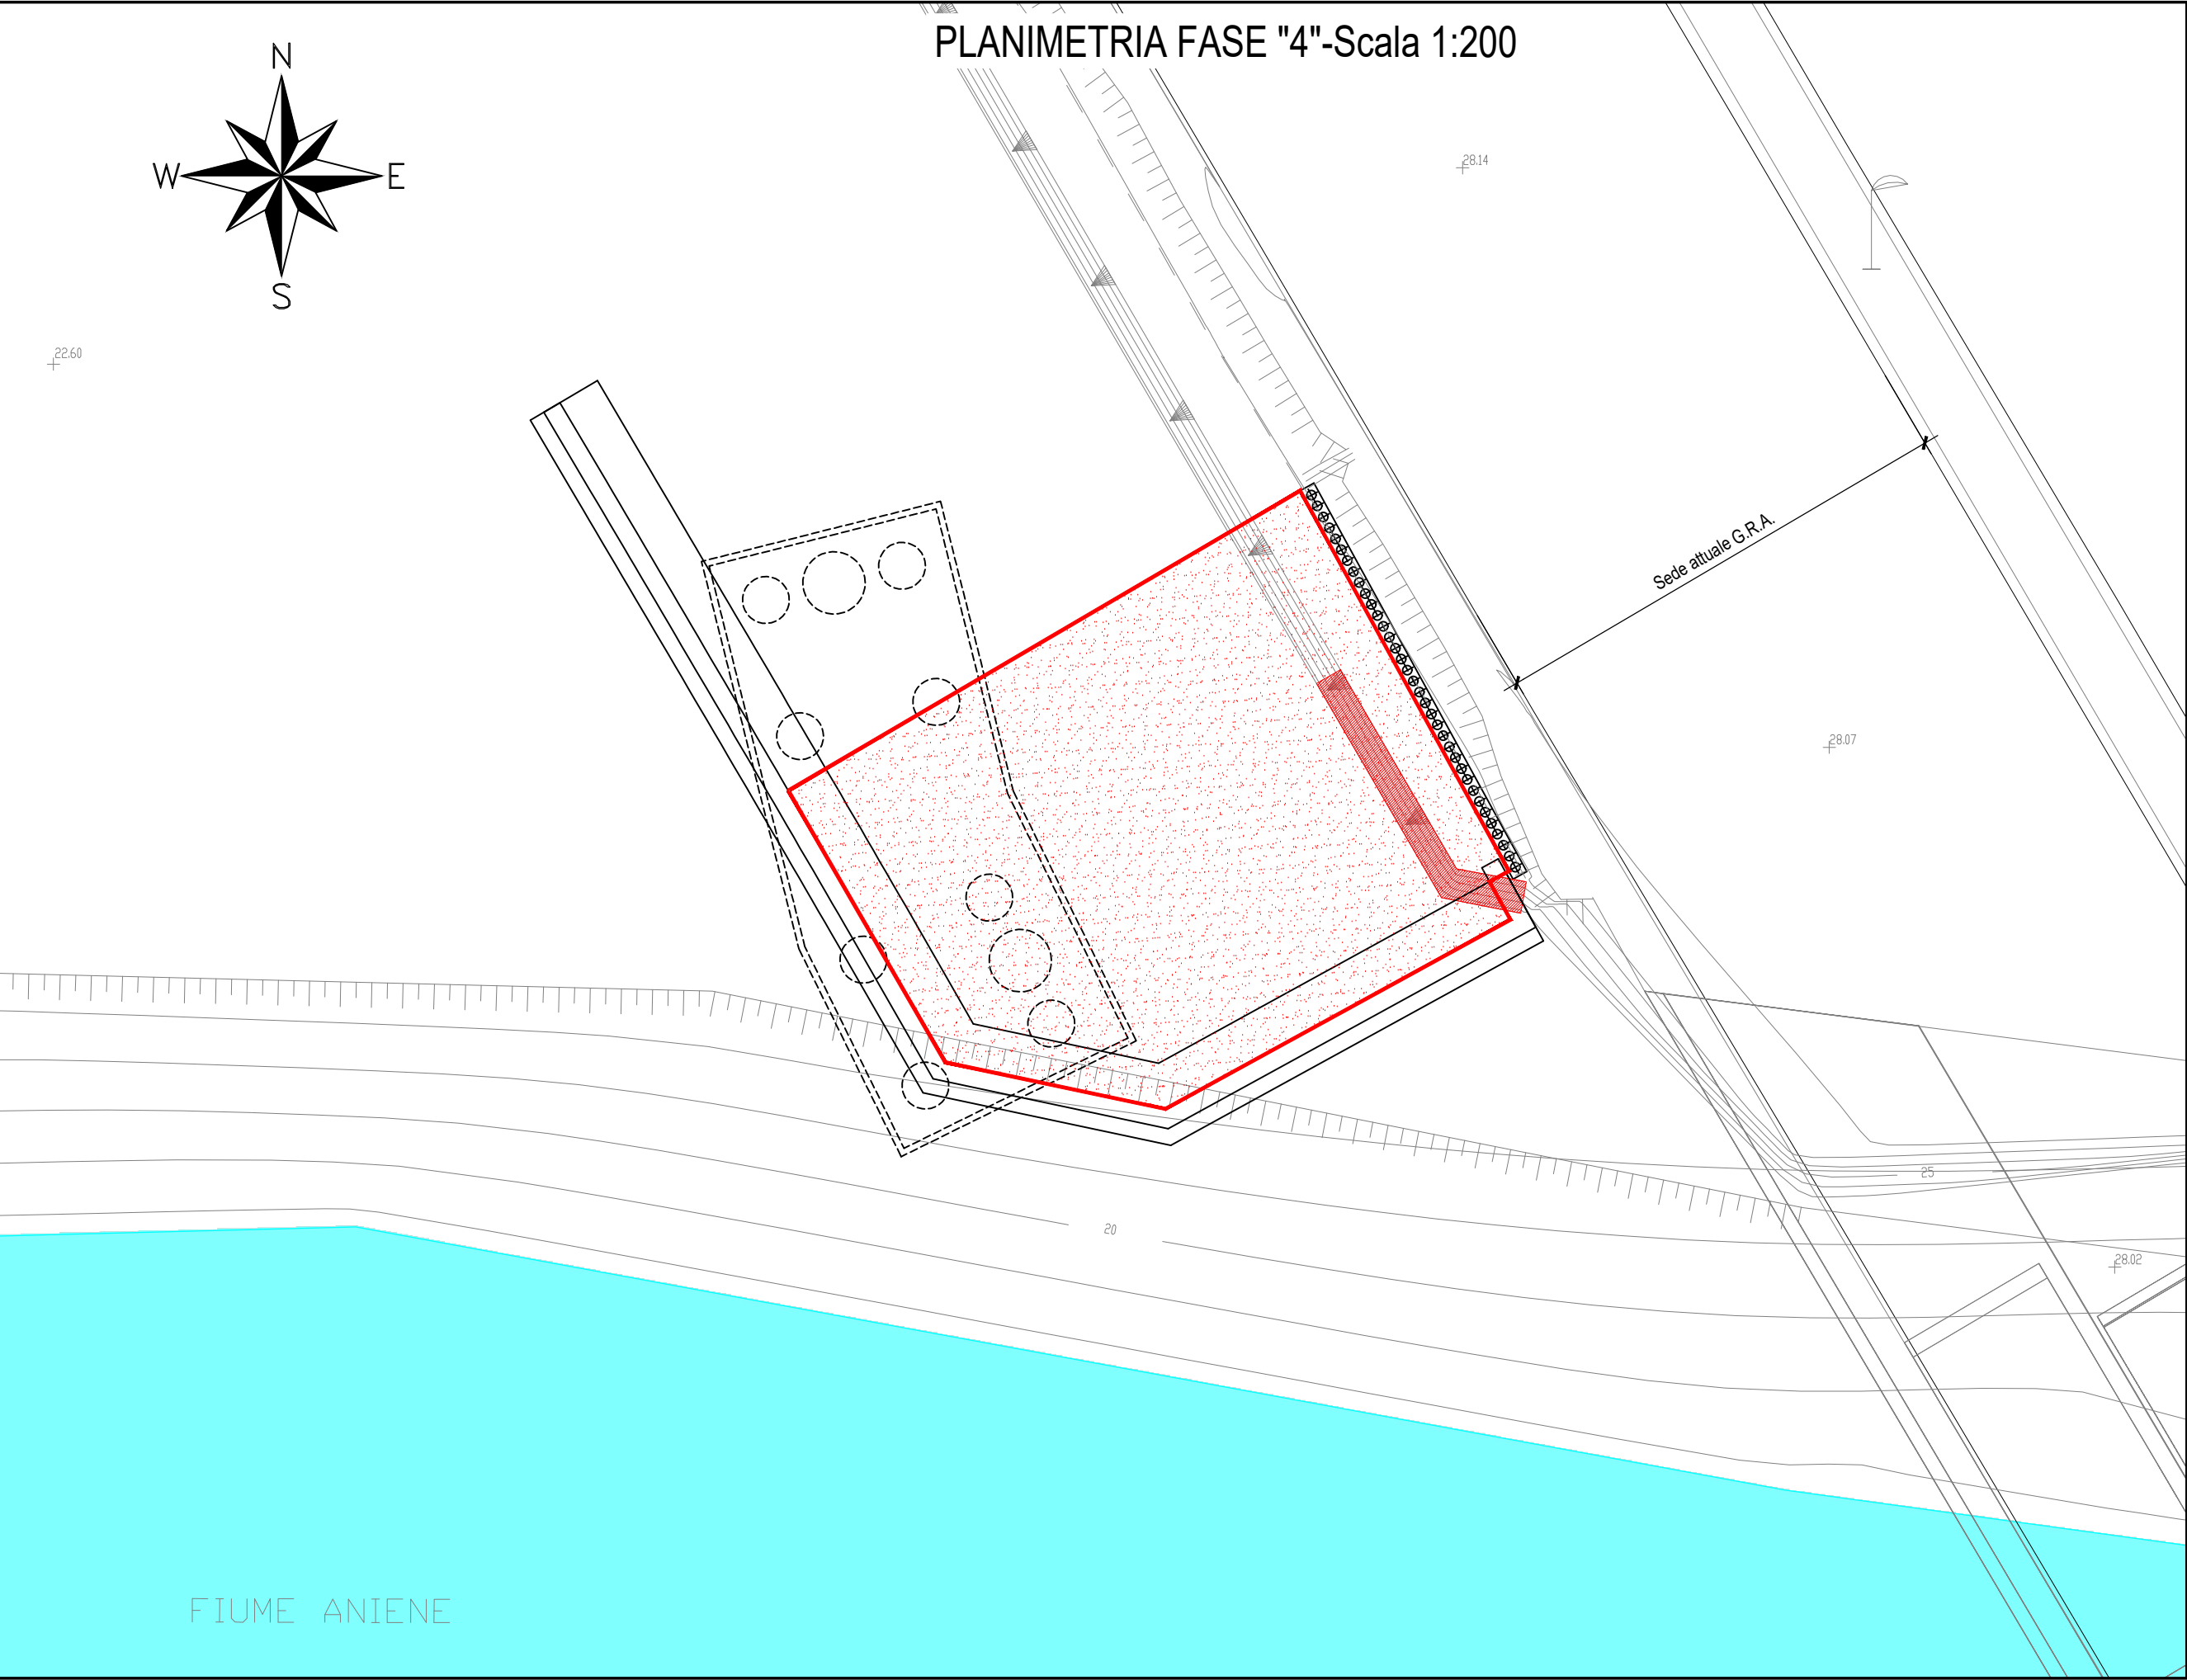 PLANIMETRIA FASE "4"-Scala 1:200
N
W
E
S
28.14
22.60
Sede attuale G.R.A.
28.07
25
20
28.02
FIUME ANIENE